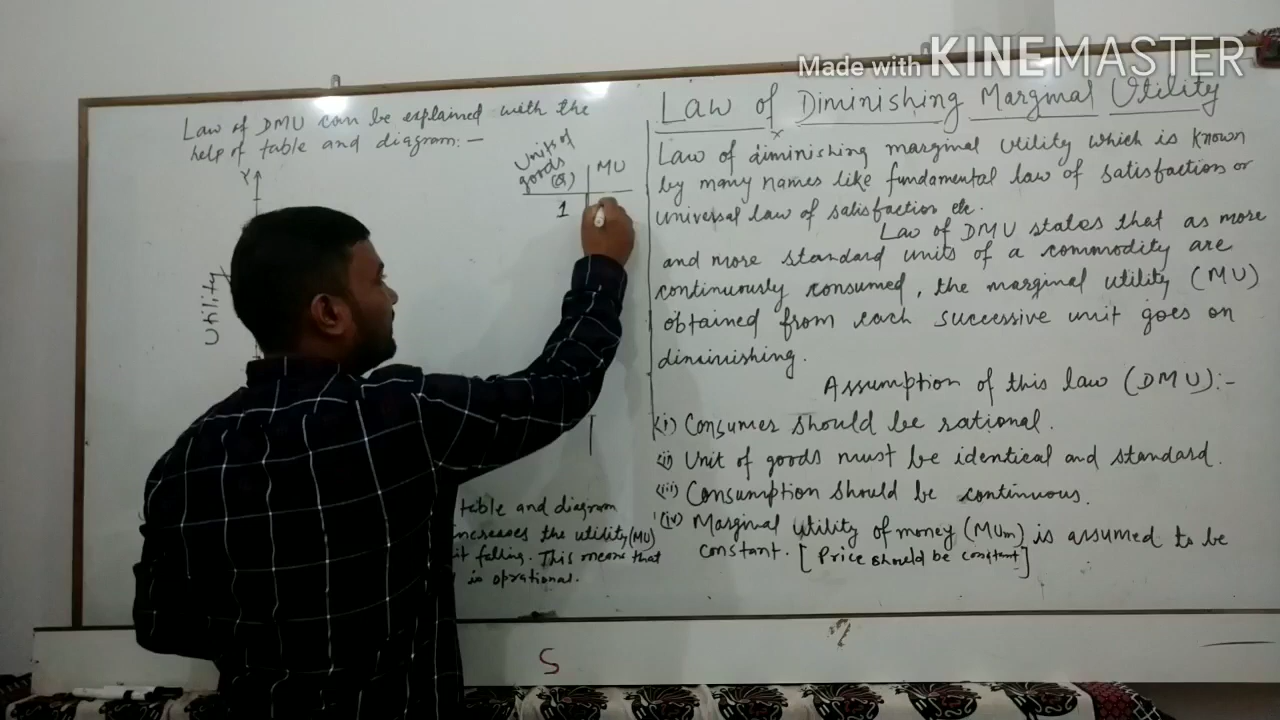 Made with KINEMASTER
Law of DMU can be explained with the
help of table and diagram:-
Units of
goods
(Q)
MU
1
Y
Utility
table and diagram
increases the utility (MU)
it falling. This means that
is oprational.
Law of Diminishing Marginal Utility
Law of diminishing marginal utility which is known
by many names like fundamental law of satisfaction or
universal law of satisfaction etc.
Law of DMU states that as more
and more standard units of a commodity are
continuously consumed, the marginal utility (MU)
obtained from each successive unit goes on
diminishing.
Assumption of this law (DMU):-
(i) Consumer should be rational.
(ii) Unit of goods must be identical and standard.
(iii) Consumption should be continuous.
(iv) Marginal utility of money (MUm) is assumed to be
constant. [Price should be constant]
S